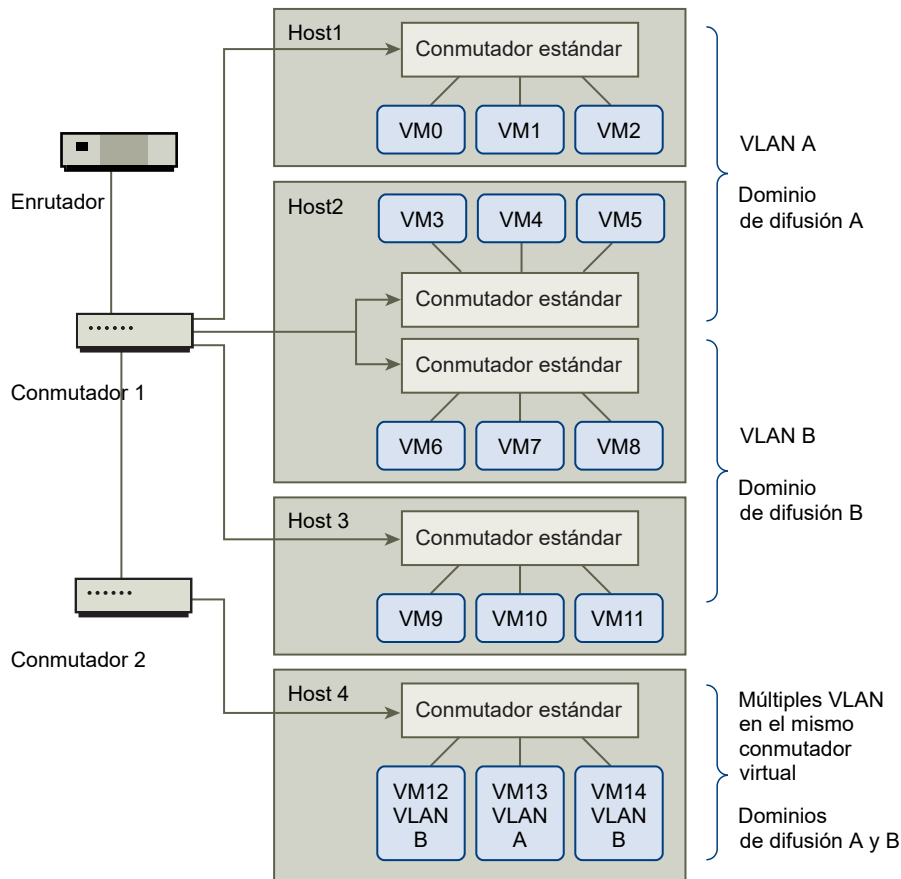 Host1
Conmutador estándar
VM0
VM1
VM2
Enrutador
Host2
VM3
VM4
VM5
Conmutador estándar
VLAN A
Dominio
de difusión A
Conmutador 1
Conmutador estándar
VM6
VM7
VM8
VLAN B
Dominio
de difusión B
Host 3
Conmutador estándar
VM9
VM10
VM11
Conmutador 2
Host 4
Conmutador estándar
VM12
VLAN
B
VM13
VLAN
A
VM14
VLAN
B
Múltiples VLAN
en el mismo
conmutador
virtual
Dominios
de difusión A y B